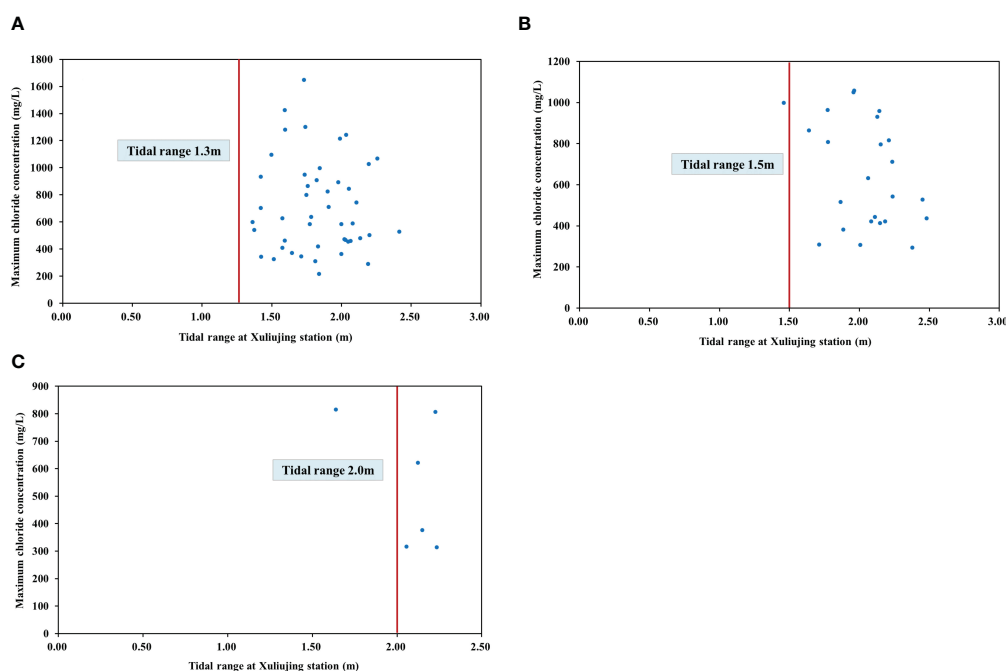 A
1800
1600
1400
1200
1000
800
600
400
200
0
0.00 0.50 1.00 1.50 2.00 2.50 3.00
Maximum chloride concentration (mg/L)
Tidal range at Xuliujing station (m)
Tidal range 1.3m
B
1200
1000
800
600
400
200
0
0.00 0.50 1.00 1.50 2.00 2.50 3.00
Maximum chloride concentration (mg/L)
Tidal range at Xuliujing station (m)
Tidal range 1.5m
C
900
800
700
600
500
400
300
200
100
0
0.00 0.50 1.00 1.50 2.00 2.50
Maximum chloride concentration (mg/L)
Tidal range at Xuliujing station (m)
Tidal range 2.0m